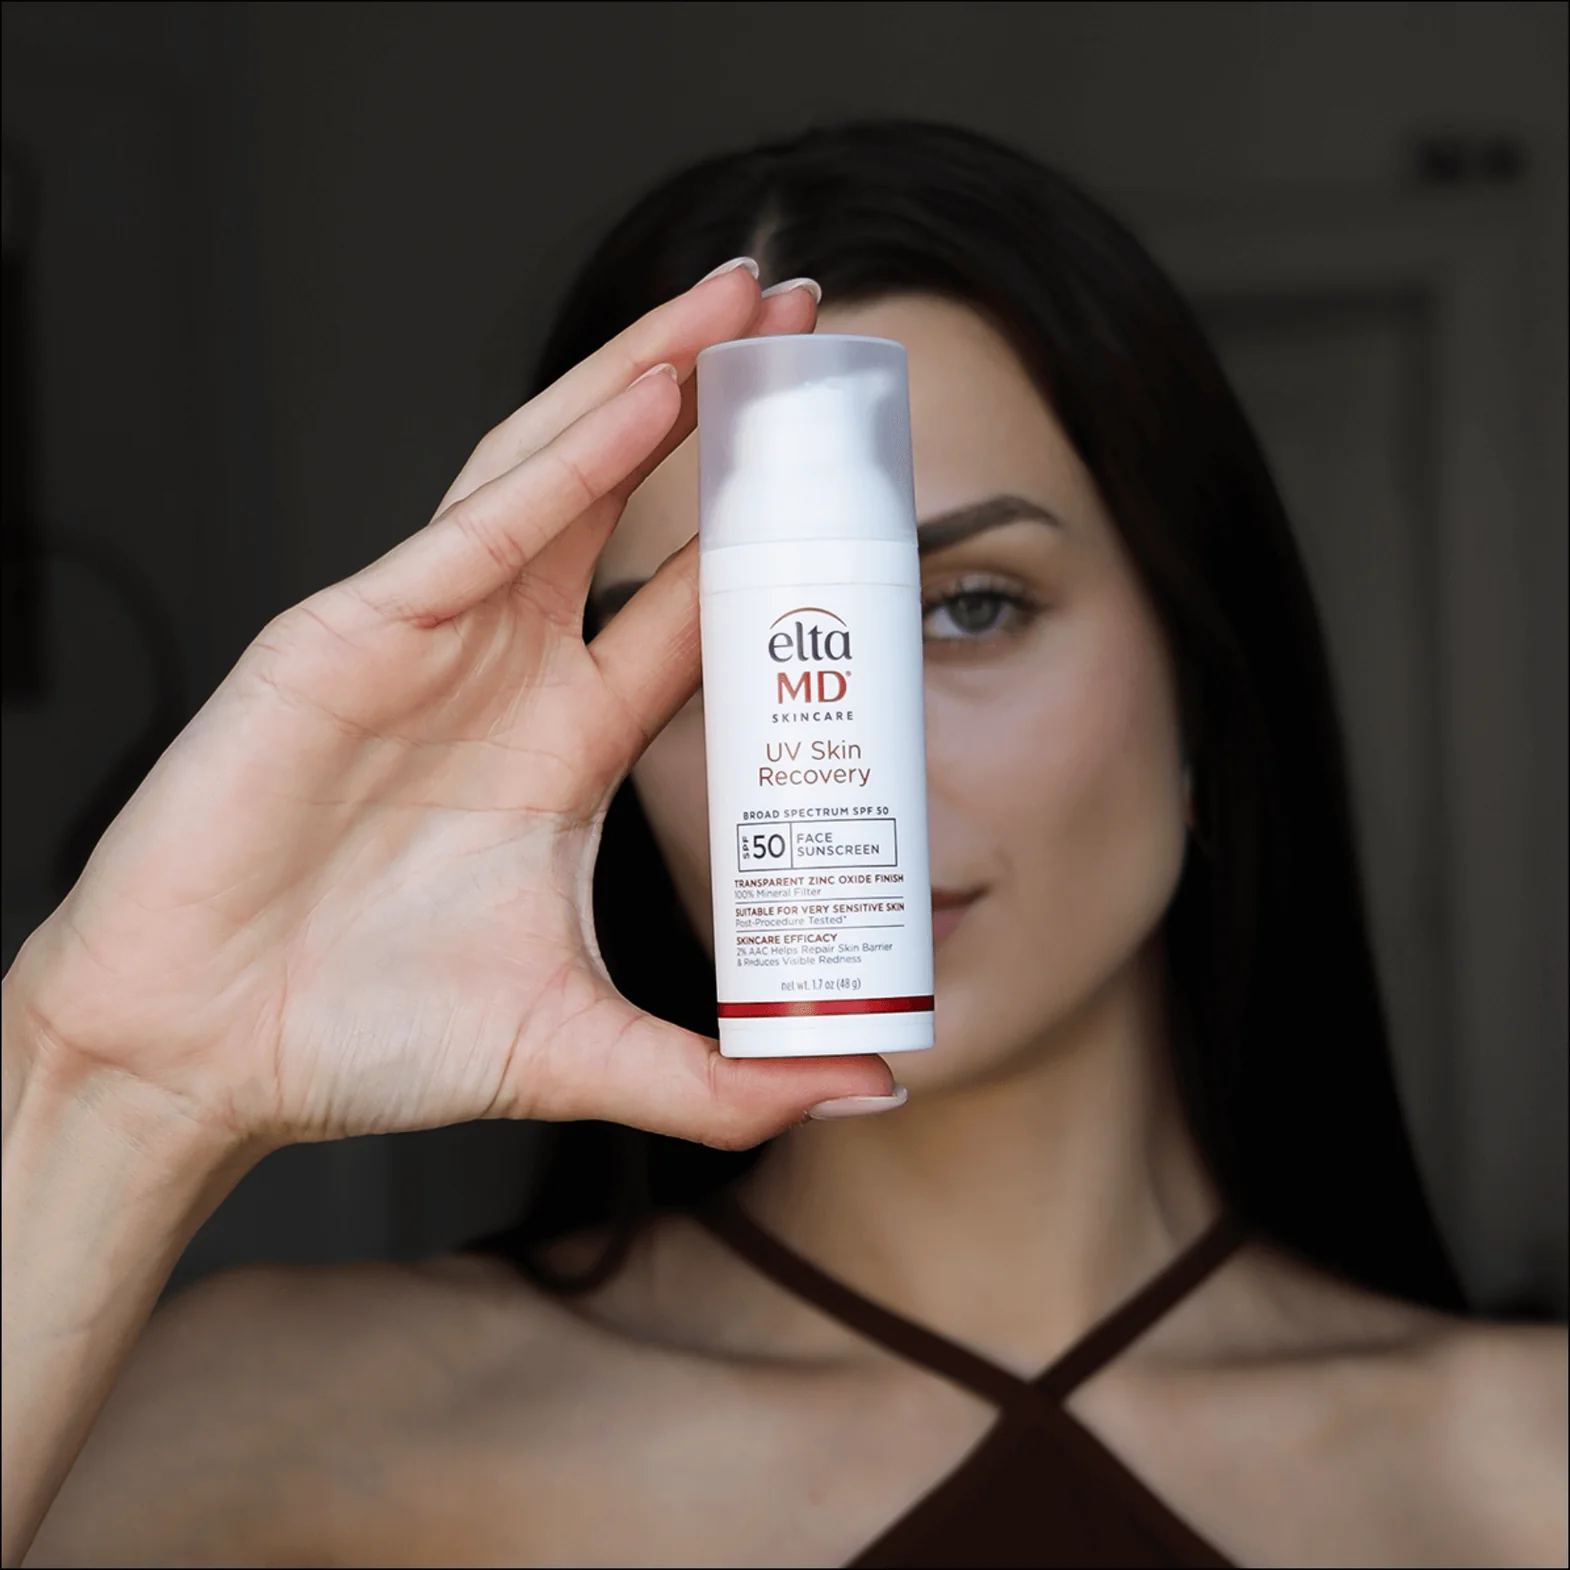 elta
MD®
SKINCARE
UV Skin
Recovery
BROAD SPECTRUM SPF 50
SPF 50 FACE
SUNSCREEN
TRANSPARENT ZINC OXIDE FINISH
100% Mineral Filter
SUITABLE FOR VERY SENSITIVE SKIN
Post-Procedure Tested*
SKINCARE EFFICACY
2% AAC Helps Repair Skin Barrier
& Reduces Visible Redness
net wt. 1.7 oz (48 g)